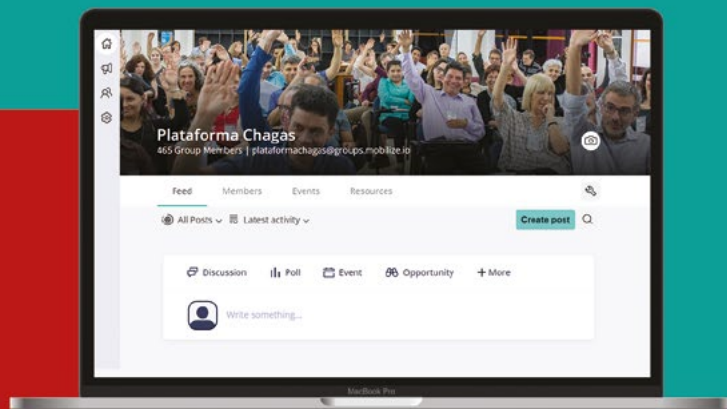 Plataforma Chagas
465 Group Members | plataformachagas@groups.mobilize.io
Feed Members Events Resources
All Posts Latest activity Create post
Discussion Poll Event Opportunity + More
Write something...
MacBook Pro